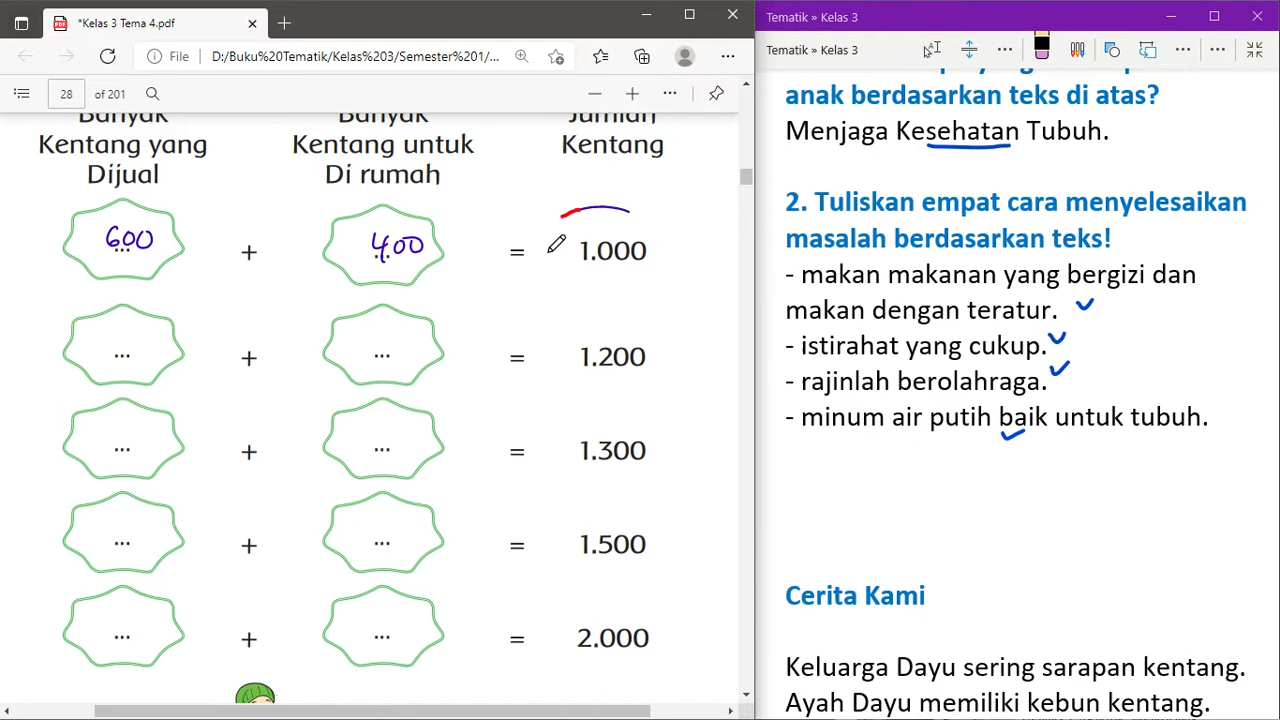 *Kelas 3 Tema 4.pdf
File
D:/Buku%20Tematik/Kelas%203/Semester%201/...
28 of 201
Banyak Kentang yang Dijual
Banyak Kentang untuk Di rumah
Jumlah Kentang
600 + 400 = 1.000
... + ... = 1.200
... + ... = 1.300
... + ... = 1.500
... + ... = 2.000
Tematik » Kelas 3
Tematik » Kelas 3
anak berdasarkan teks di atas?
Menjaga Kesehatan Tubuh.
2. Tuliskan empat cara menyelesaikan
masalah berdasarkan teks!
- makan makanan yang bergizi dan
makan dengan teratur.
- istirahat yang cukup.
- rajinlah berolahraga.
- minum air putih baik untuk tubuh.
Cerita Kami
Keluarga Dayu sering sarapan kentang.
Ayah Dayu memiliki kebun kentang.